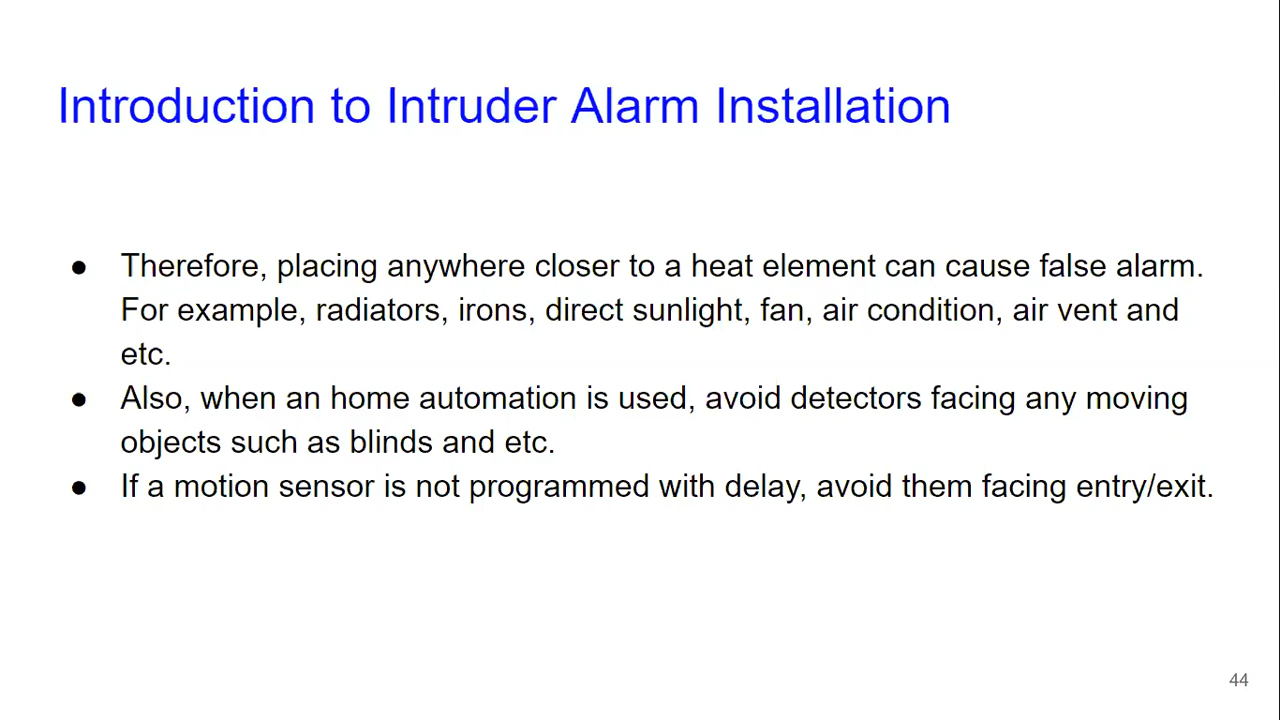 Introduction to Intruder Alarm Installation
● Therefore, placing anywhere closer to a heat element can cause false alarm.
For example, radiators, irons, direct sunlight, fan, air condition, air vent and
etc.
● Also, when an home automation is used, avoid detectors facing any moving
objects such as blinds and etc.
● If a motion sensor is not programmed with delay, avoid them facing entry/exit.
44